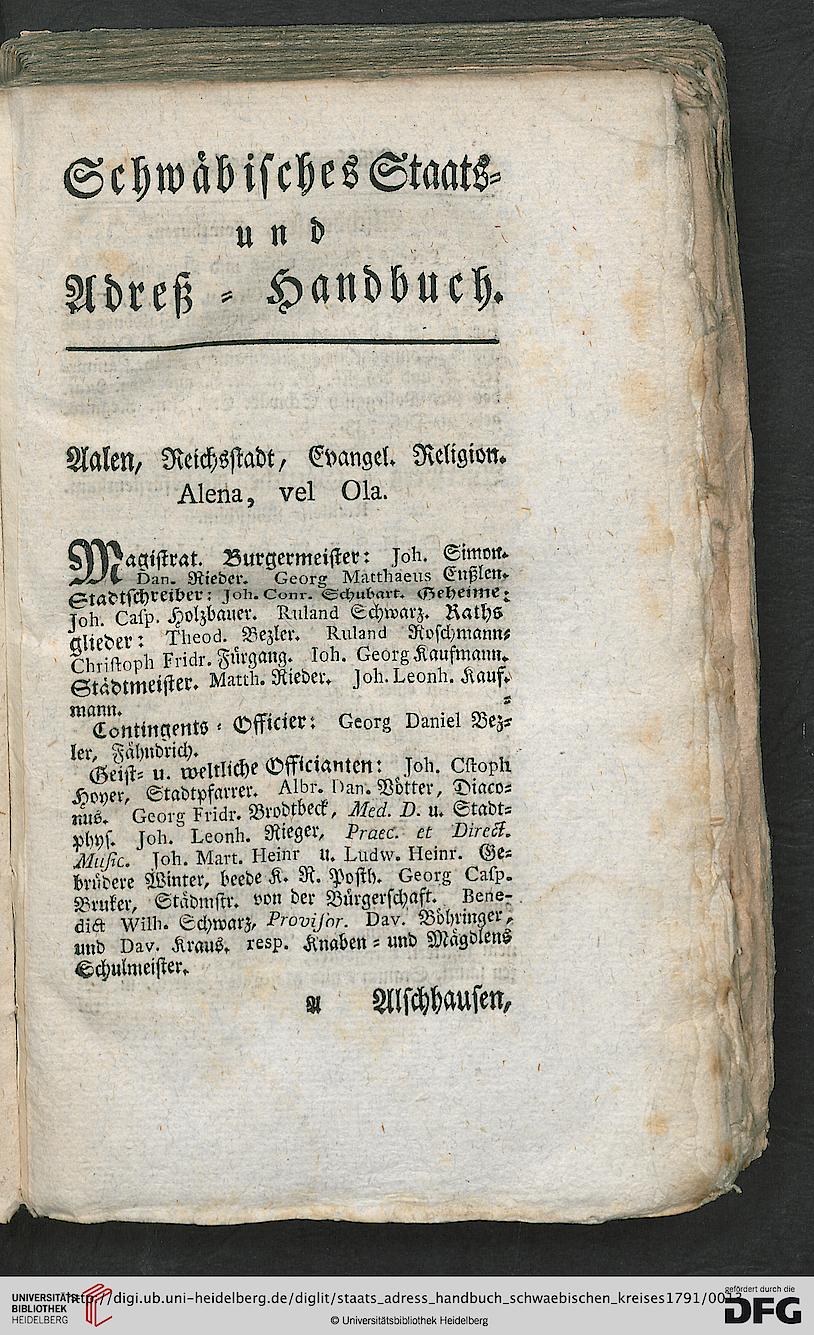 Schwäbisches Staats-
und
Adreß-Handbuch.
Aalen, Reichsstadt, Evangel. Religion.
Alena, vel Ola.
Magistrat. Burgermeister: Joh. Simon.
Dan. Rieder. Georg Matthaeus Enßlen.
Stadtschreiber: Joh. Conr. Schubart. Geheime:
Joh. Casp. Holzbauer. Ruland Schwarz. Raths
glieder: Theod. Bezler. Ruland Roschmann,
Christoph Fridr. Fürgang. Ioh. Georg Kaufmann.
Städtmeister. Matth. Rieder. Joh. Leonh. Kauf-
mann.
Contingents-Officier: Georg Daniel Bez-
ler, Fähndrich.
Geist- u. weltliche Officianten: Joh. Cstoph
Hoyer, Stadtpfarrer. Albr. Dan. Vötter, Diaco-
nus. Georg Fridr. Brodtbeck, Med. D. u. Stadt-
phys. Joh. Leonh. Rieger, Praec. et Direct.
Music. Joh. Mart. Heinr u. Ludw. Heinr. Ge-
brüdere Winter, beede K. R. Posth. Georg Casp.
Bruker, Städmstr. von der Bürgerschaft. Bene-
dict Wilh. Schwarz, Provisor. Dav. Böhringer,
und Dav. Kraus, resp. Knaben- und Mägdlens
Schulmeister.
A Alschhausen,
UNIVERSITÄTS-
BIBLIOTHEK
HEIDELBERG
http://digi.ub.uni-heidelberg.de/diglit/staats_adress_handbuch_schwaebischen_kreises1791/0013
© Universitätsbibliothek Heidelberg
gefördert durch die
DFG